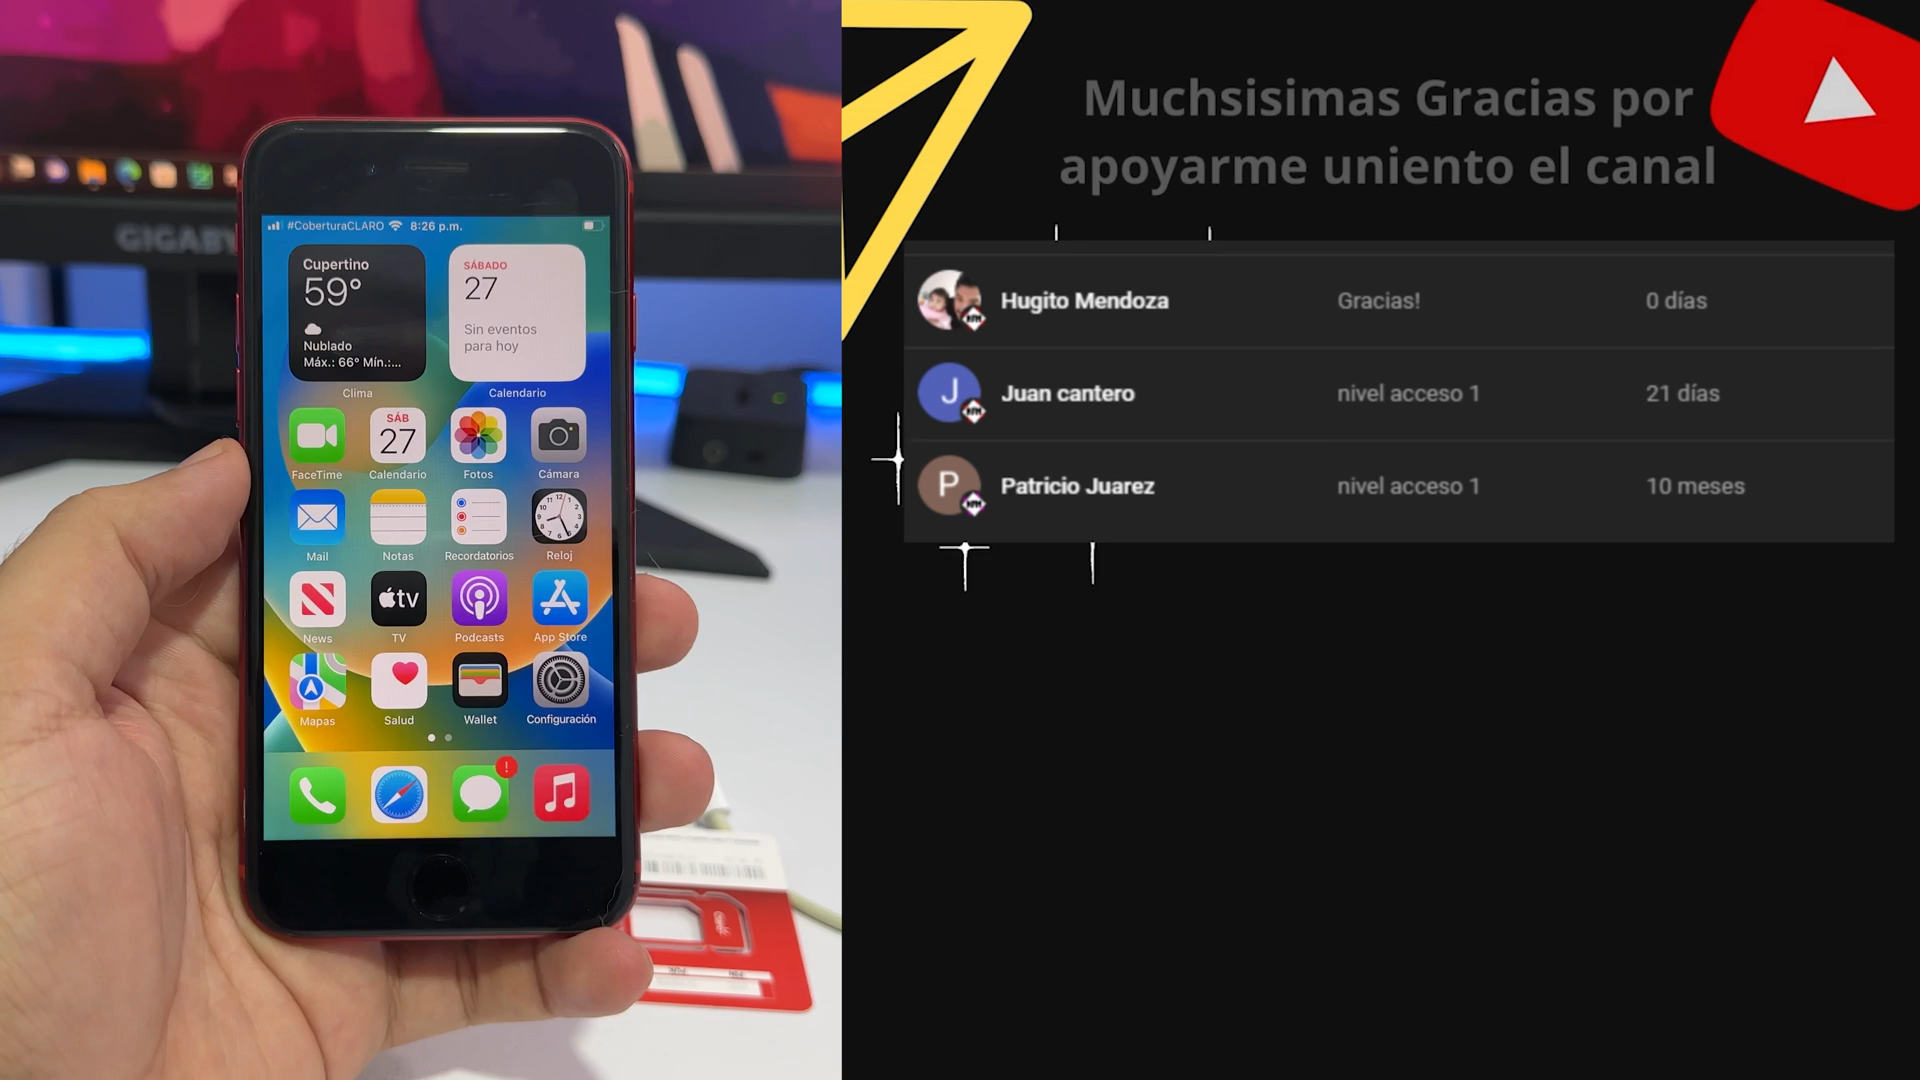 GIGABY
#CoberturaCLARO 8:26 p.m.
Cupertino
59°
Nublado
Máx.: 66° Mín.:...
Clima
SÁBADO
27
Sin eventos
para hoy
Calendario
FaceTime
SÁB
27
Calendario
Fotos
Cámara
Mail
Notas
Recordatorios
Reloj
News
tv
TV
Podcasts
App Store
Mapas
Salud
Wallet
Configuración
!
Muchsisimas Gracias por
apoyarme uniento el canal
Hugito Mendoza Gracias! 0 días
J Juan cantero nivel acceso 1 21 días
P Patricio Juarez nivel acceso 1 10 meses